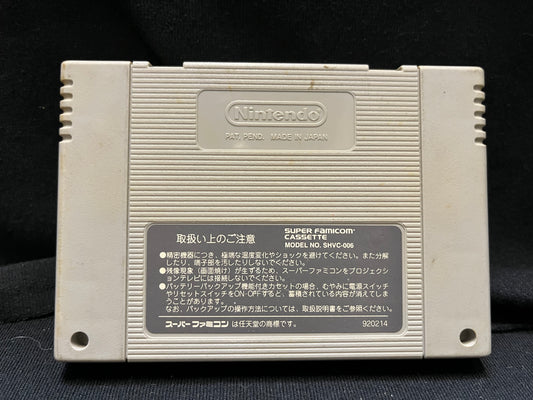 Nintendo
PAT. PEND. MADE IN JAPAN
取扱い上のご注意
SUPER FAMICOM
CASSETTE
MODEL NO. SHVC-006
●精密機器につき、極端な温度変化やショックを避けてください。また分解
したり、端子部を汚したりしないでください。
●残像現象（画面焼け）が生ずるため、スーパーファミコンをプロジェクショ
ンテレビには接続しないでください。
●バッテリーバックアップ機能付きカセットの場合、むやみに電源スイッチ
やリセットスイッチをON-OFFすると、蓄積されている内容が消えてしま
うことがあります。
なお、バックアップの操作方法については、取扱説明書をご参照ください。
スーパーファミコンは任天堂の商標です。
920214